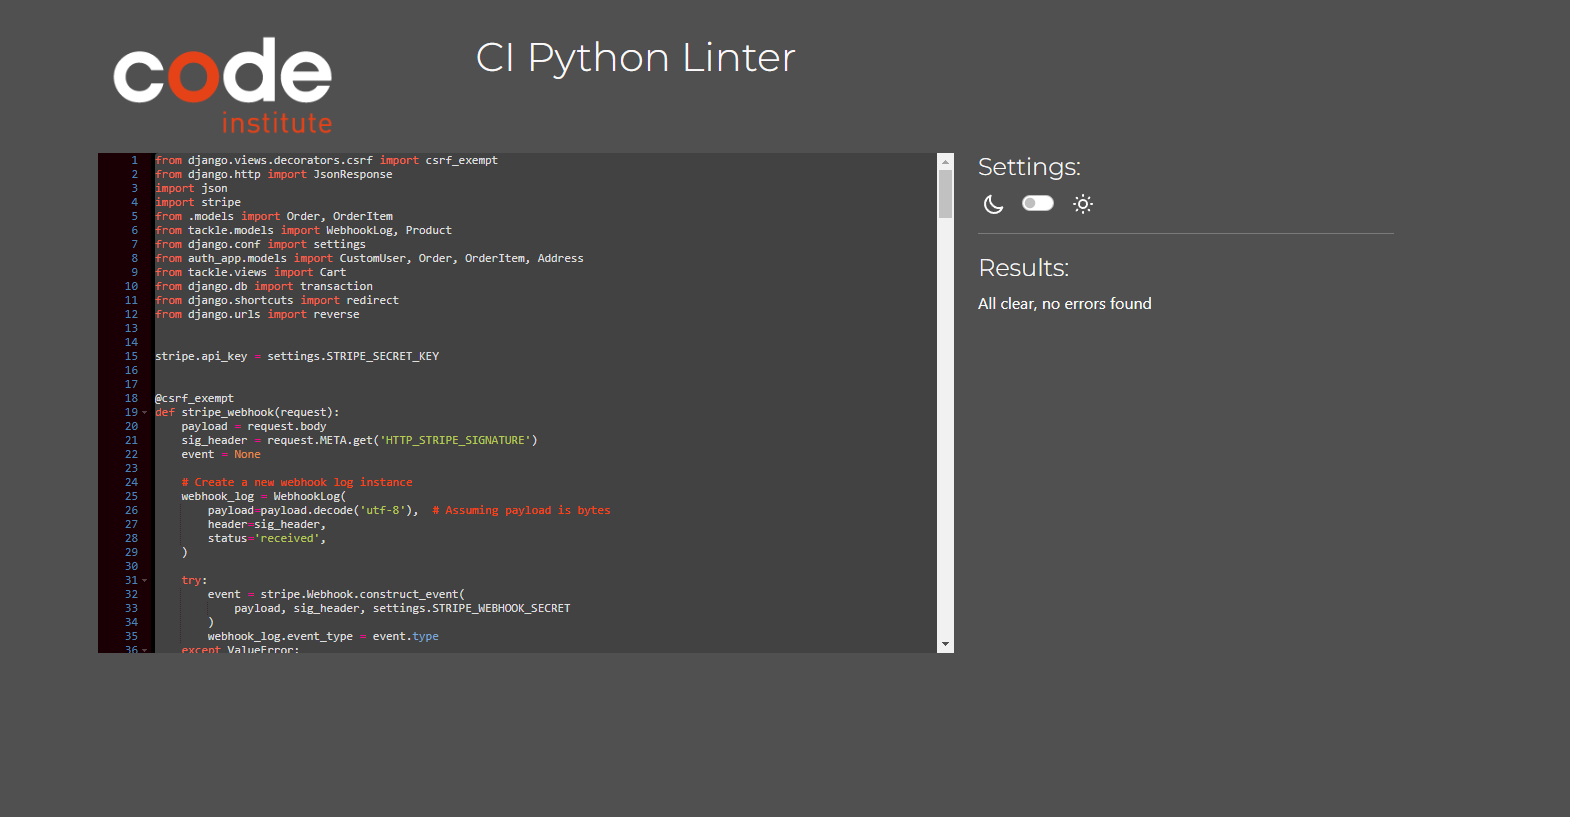 code
institute
CI Python Linter
1 from django.views.decorators.csrf import csrf_exempt
2 from django.http import JsonResponse
3 import json
4 import stripe
5 from .models import Order, OrderItem
6 from tackle.models import WebhookLog, Product
7 from django.conf import settings
8 from auth_app.models import CustomUser, Order, OrderItem, Address
9 from tackle.views import Cart
10 from django.db import transaction
11 from django.shortcuts import redirect
12 from django.urls import reverse
13
14
15 stripe.api_key = settings.STRIPE_SECRET_KEY
16
17
18 @csrf_exempt
19 def stripe_webhook(request):
20 payload = request.body
21 sig_header = request.META.get('HTTP_STRIPE_SIGNATURE')
22 event = None
23
24 # Create a new webhook log instance
25 webhook_log = WebhookLog(
26 payload=payload.decode('utf-8'),  # Assuming payload is bytes
27 header=sig_header,
28 status='received',
29 )
30
31 try:
32 event = stripe.Webhook.construct_event(
33 payload, sig_header, settings.STRIPE_WEBHOOK_SECRET
34 )
35 webhook_log.event_type = event.type
36 except ValueError:
Settings:
Results:
All clear, no errors found